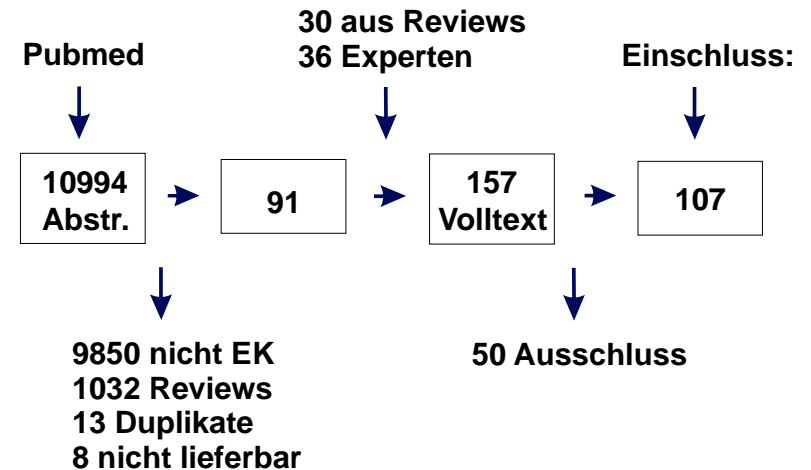 Pubmed
30 aus Reviews
36 Experten
Einschluss:
10994
Abstr.
91
157
Volltext
107
9850 nicht EK
1032 Reviews
13 Duplikate
8 nicht lieferbar
50 Ausschluss